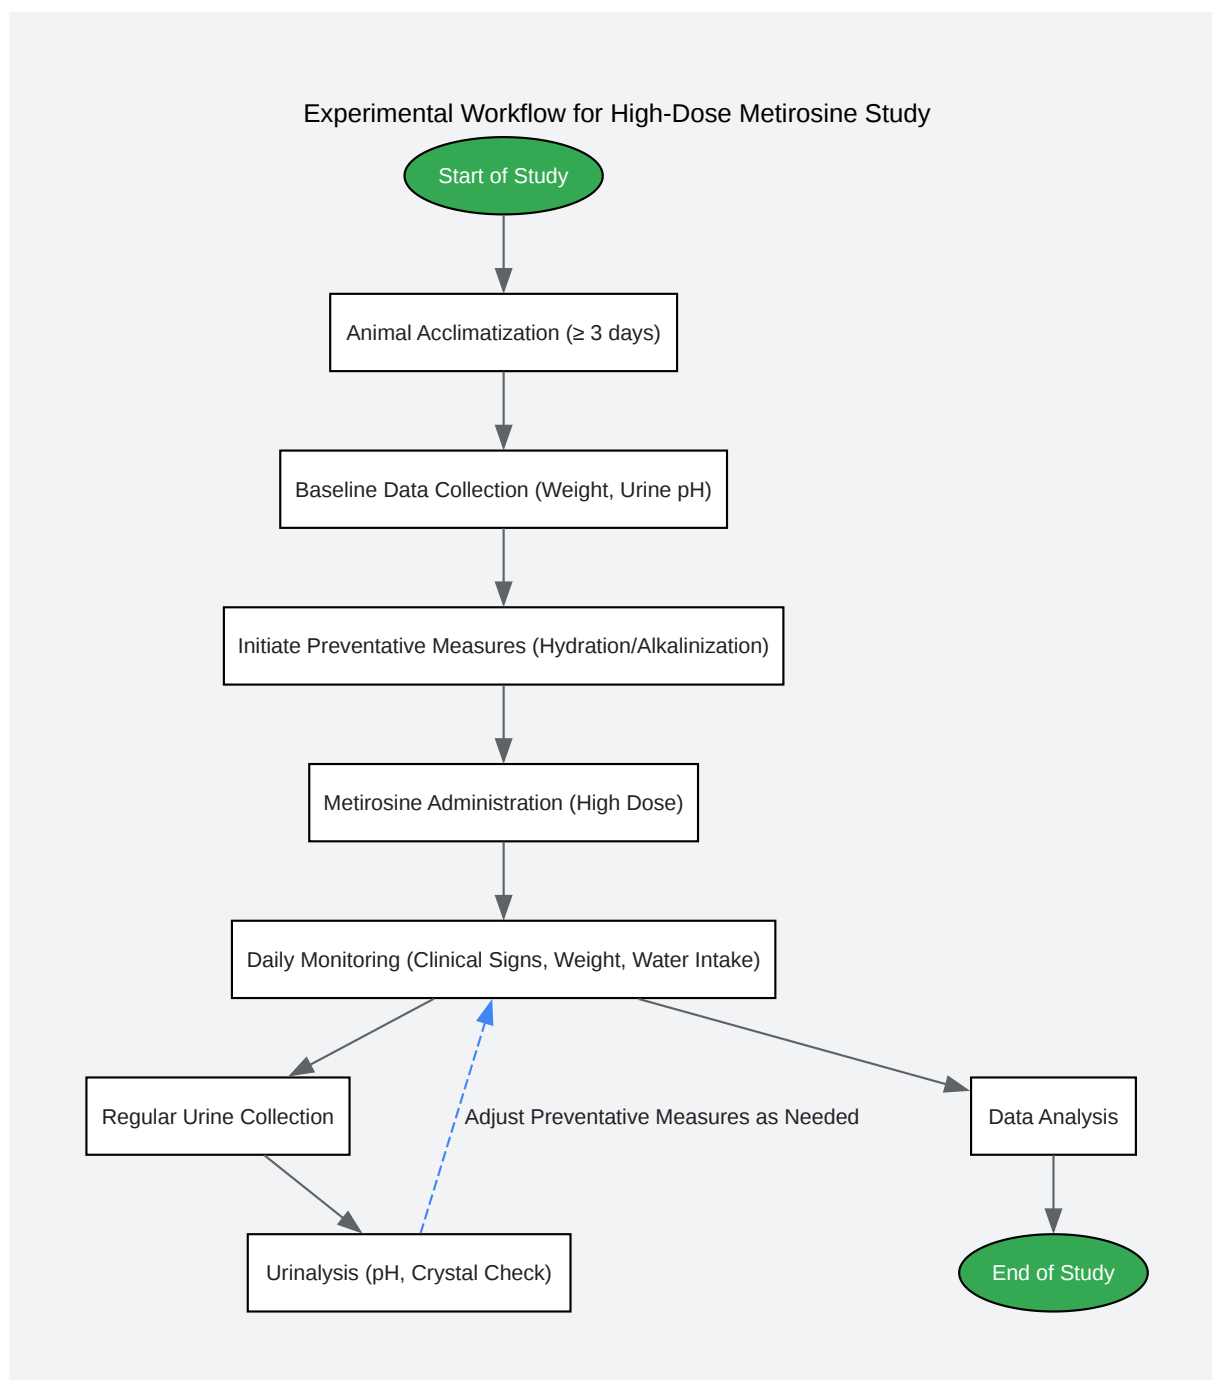 Experimental Workflow for High-Dose Metirosine Study
Start of Study
Animal Acclimatization (≥ 3 days)
Baseline Data Collection (Weight, Urine pH)
Initiate Preventative Measures (Hydration/Alkalinization)
Metirosine Administration (High Dose)
Daily Monitoring (Clinical Signs, Weight, Water Intake)
Regular Urine Collection
Adjust Preventative Measures as Needed
Data Analysis
Urinalysis (pH, Crystal Check)
End of Study